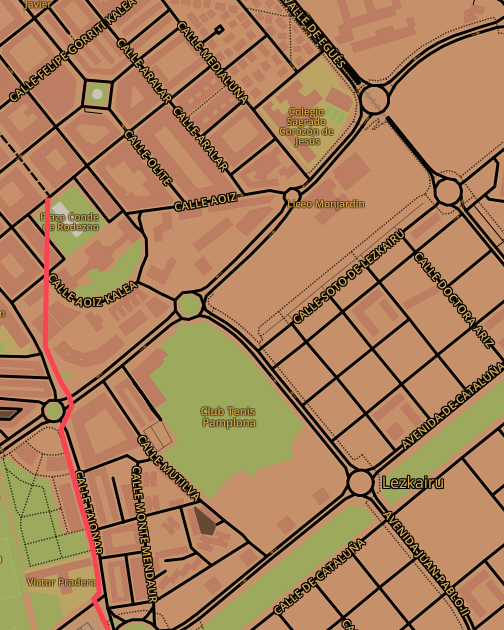 Javier
CALLE-FELIPE-GORRITI KALEA
CALLE-ARALAR
CALLE-MEDIALUNA
VALLE-DE-EGÜÉS
Colegio
Sagrado
Corazón de
Jesús
CALLE-OLITE
CALLE-ARALAR
CALLE-AOIZ
Liceo Monjardín
Plaza Conde
de Rodezno
CALLE-SOTO-DE-LEZKAIRU
CALLE-DOCTORA-ARIZ
CALLE-AOIZ-KALEA
Club Tenis
Pamplona
AVENIDA-DE-CATALUÑA
CALLE-MUTILVA
CALLE-TAJONAR
CALLE-MONTE-MENDAUR
Lezkairu
AVENIDA-JUAN-PABLO-I
CALLE-DE-CATALUÑA
Víctor Pradera